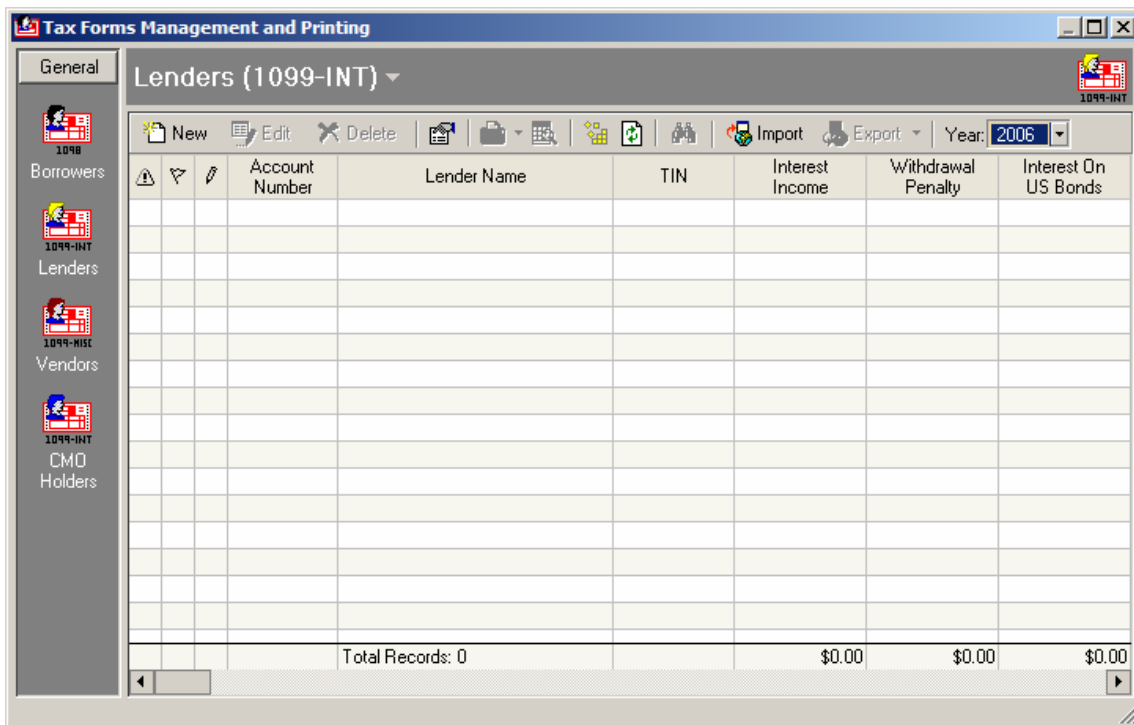 Tax Forms Management and Printing
General
Lenders (1099-INT)
1099-INT
New Edit Delete Import Export Year: 2006
1098
Borrowers
1099-INT
Lenders
1099-MISC
Vendors
1099-INT
CMO
Holders
Account
Number
Lender Name
TIN
Interest
Income
Withdrawal
Penalty
Interest On
US Bonds
Total Records: 0 $0.00 $0.00 $0.00